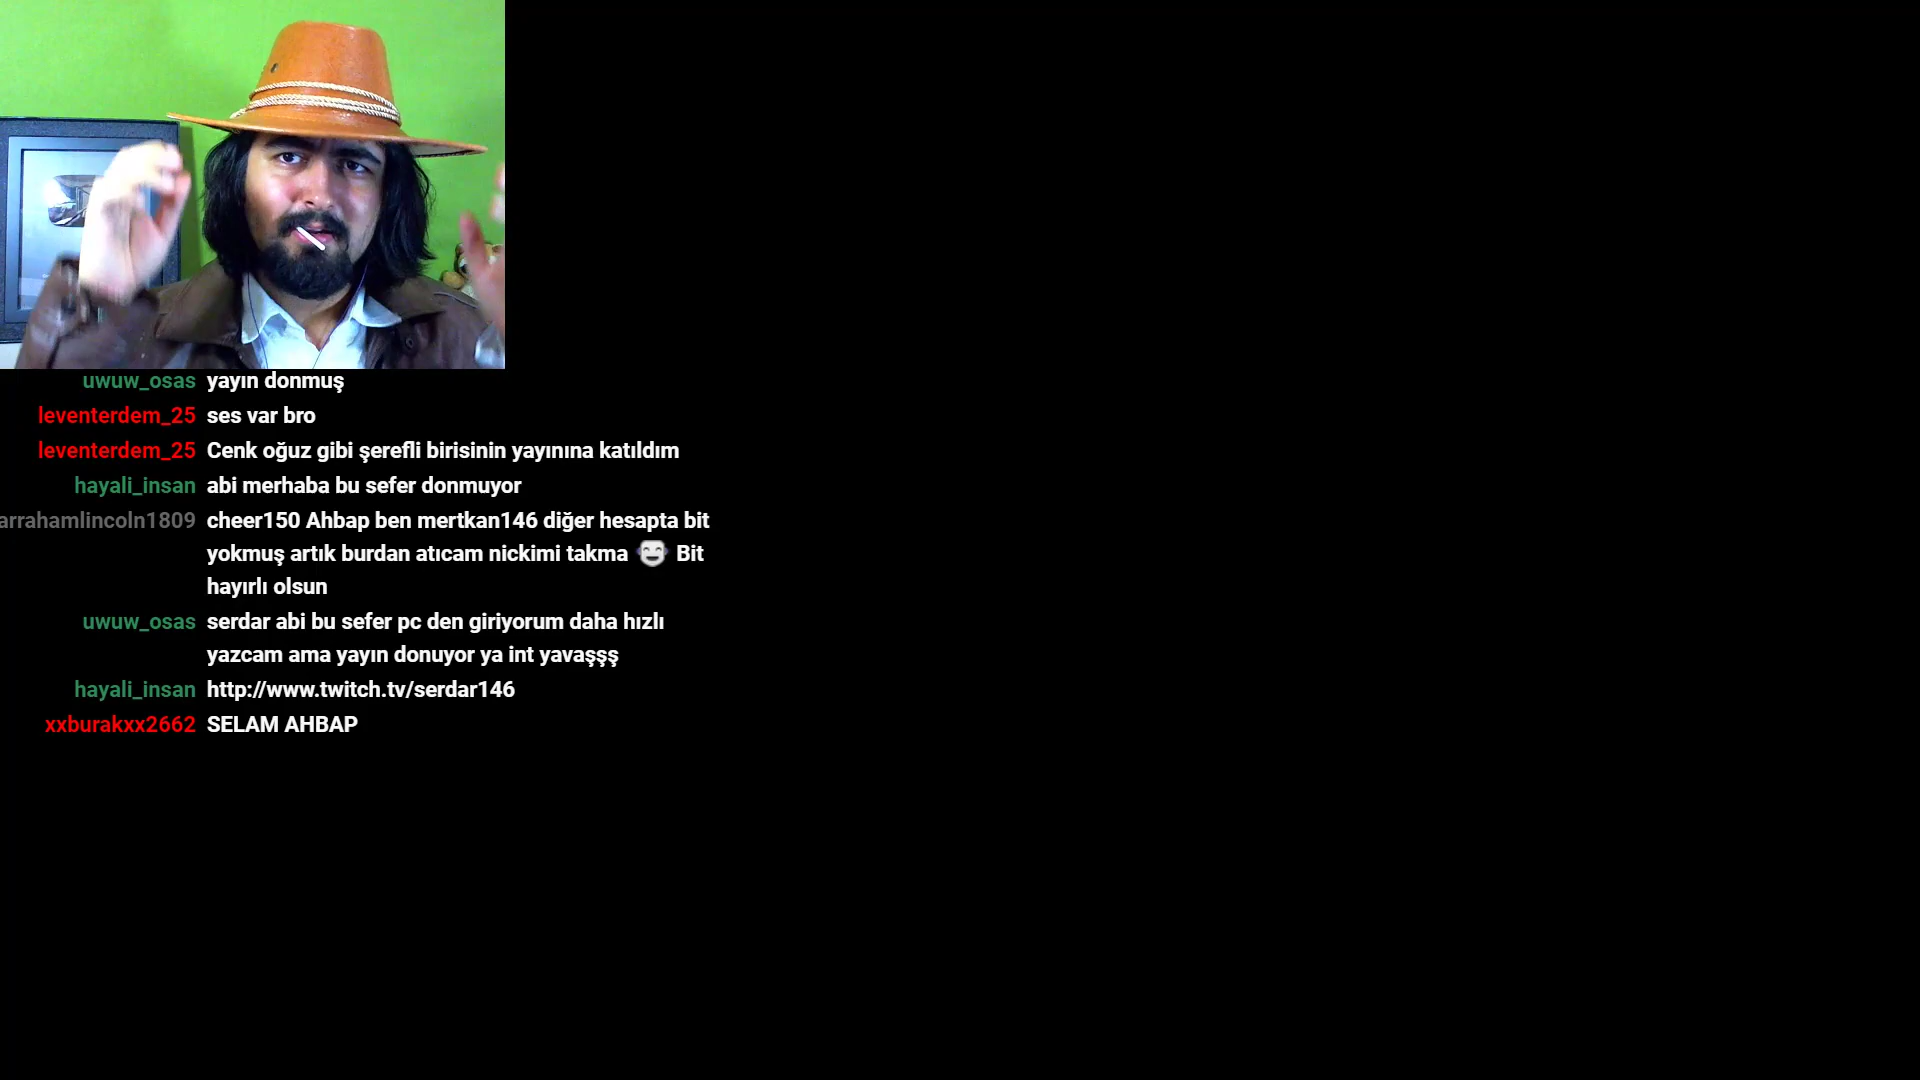 uwuw_osas yayın donmuş
leventerdem_25 ses var bro
leventerdem_25 Cenk oğuz gibi şerefli birisinin yayınına katıldım
hayali_insan abi merhaba bu sefer donmuyor
arrahamlincoln1809 cheer150 Ahbap ben mertkan146 diğer hesapta bit
yokmuş artık burdan atıcam nickimi takma Bit
hayırlı olsun
uwuw_osas serdar abi bu sefer pc den giriyorum daha hızlı
yazcam ama yayın donuyor ya int yavaşşş
hayali_insan http://www.twitch.tv/serdar146
xxburakxx2662 SELAM AHBAP